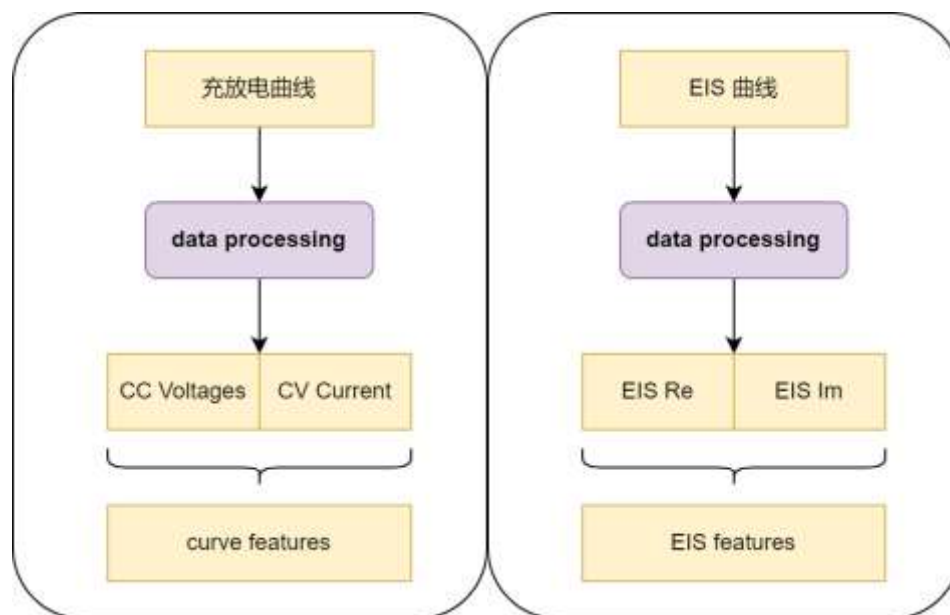 充放电曲线
data processing
CC Voltages
CV Current
curve features
EIS 曲线
data processing
EIS Re
EIS Im
EIS features